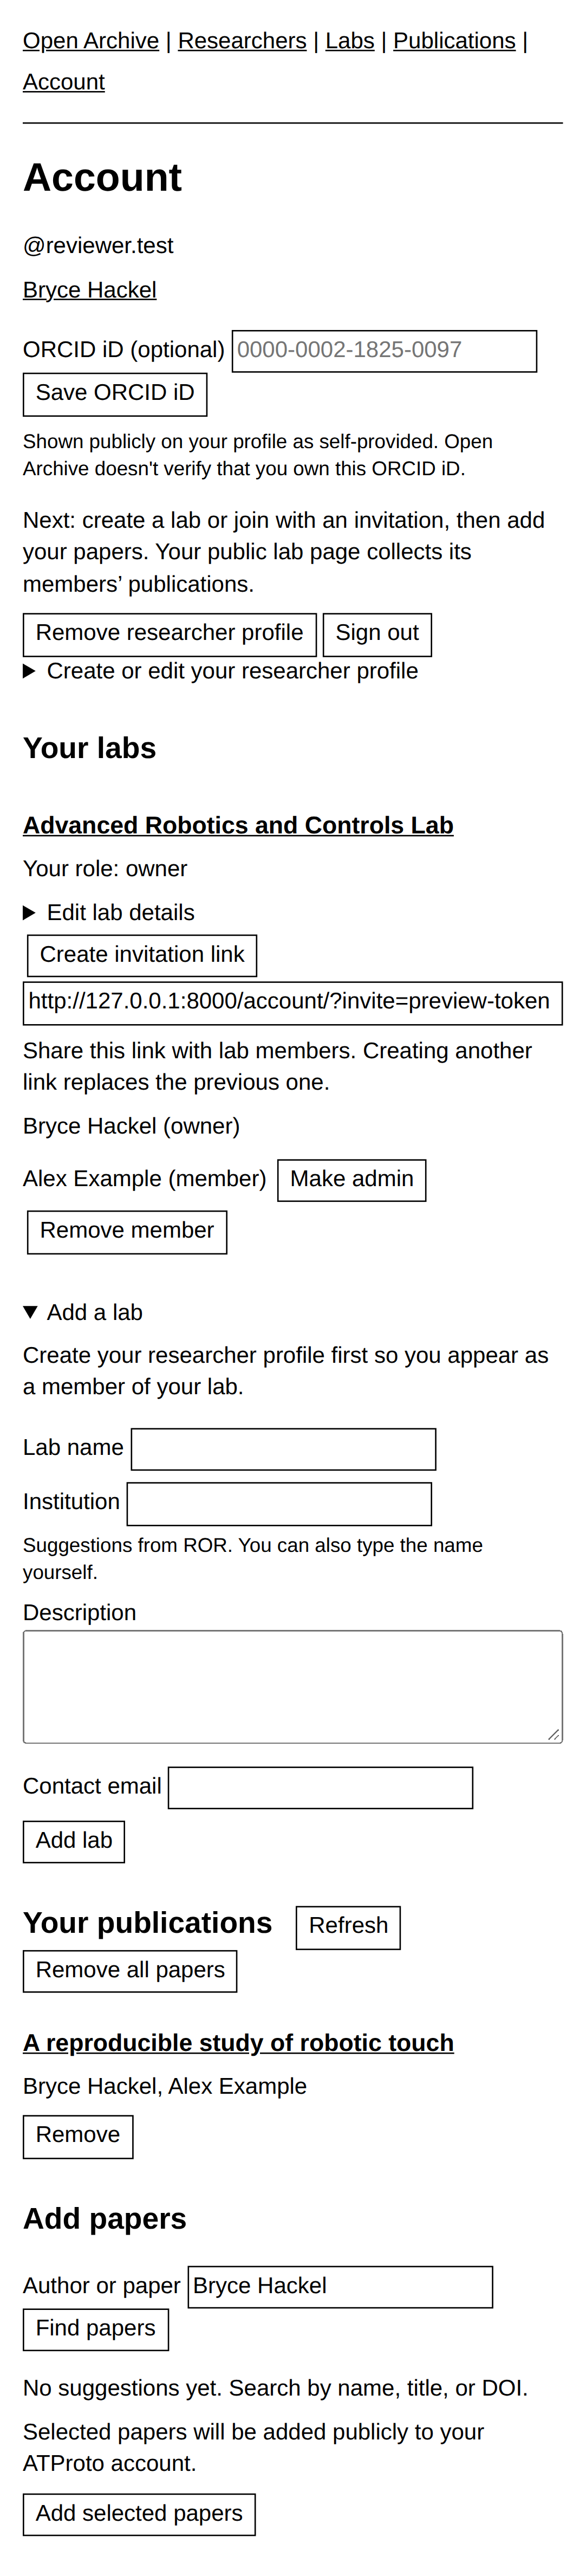 Open Archive | Researchers | Labs | Publications |
Account
Account
@reviewer.test
Bryce Hackel
ORCID iD (optional) 0000-0002-1825-0097
Save ORCID iD
Shown publicly on your profile as self-provided. Open
Archive doesn't verify that you own this ORCID iD.
Next: create a lab or join with an invitation, then add
your papers. Your public lab page collects its
members’ publications.
Remove researcher profile Sign out
Create or edit your researcher profile
Your labs
Advanced Robotics and Controls Lab
Your role: owner
Edit lab details
Create invitation link
http://127.0.0.1:8000/account/?invite=preview-token
Share this link with lab members. Creating another
link replaces the previous one.
Bryce Hackel (owner)
Alex Example (member) Make admin
Remove member
Add a lab
Create your researcher profile first so you appear as
a member of your lab.
Lab name
Institution
Suggestions from ROR. You can also type the name
yourself.
Description
Contact email
Add lab
Your publications Refresh
Remove all papers
A reproducible study of robotic touch
Bryce Hackel, Alex Example
Remove
Add papers
Author or paper Bryce Hackel
Find papers
No suggestions yet. Search by name, title, or DOI.
Selected papers will be added publicly to your
ATProto account.
Add selected papers